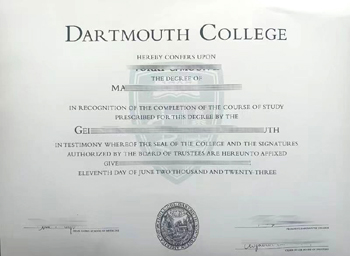 DARTMOUTH COLLEGE
HEREBY CONFERS UPON
THE DEGREE OF
MA
IN RECOGNITION OF THE COMPLETION OF THE COURSE OF STUDY
PRESCRIBED FOR THIS DEGREE BY THE
GEI UTH
IN TESTIMONY WHEREOF THE SEAL OF THE COLLEGE AND THE SIGNATURES
AUTHORIZED BY THE BOARD OF TRUSTEES ARE HEREUNTO AFFIXED
GIVE
ELEVENTH DAY OF JUNE TWO THOUSAND AND TWENTY-THREE